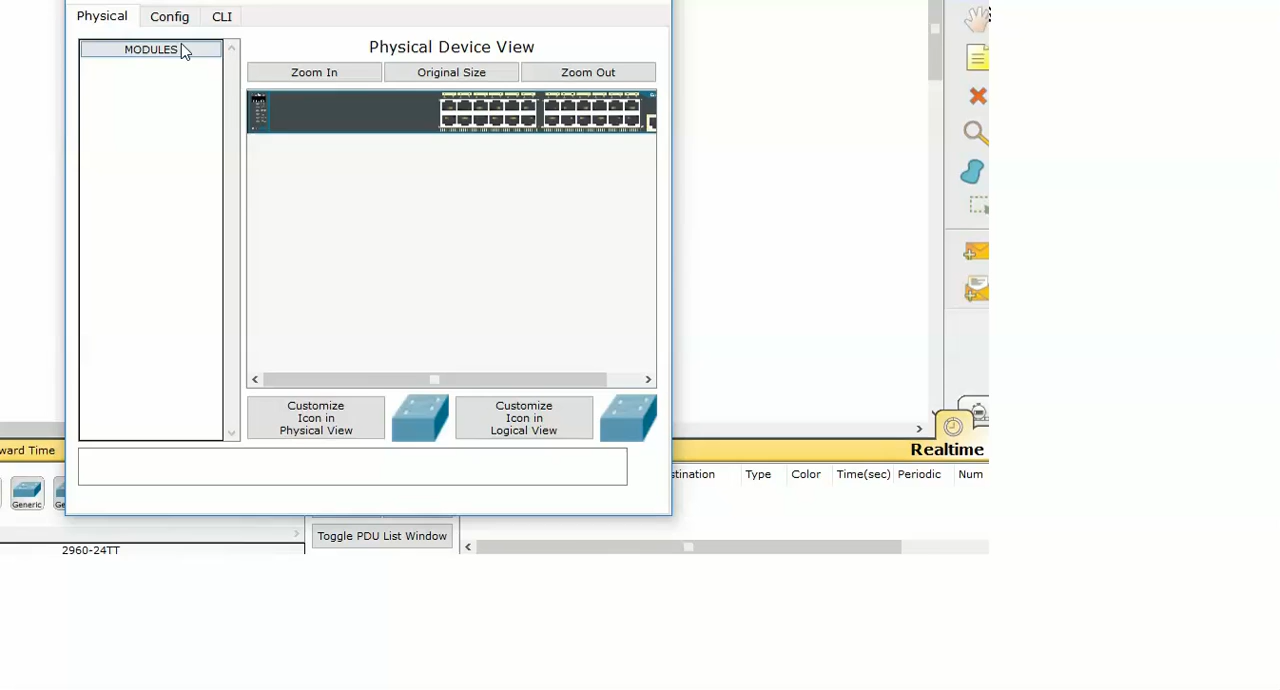 Physical Config CLI
MODULES
Physical Device View
Zoom In Original Size Zoom Out
Customize
Icon in
Physical View
Customize
Icon in
Logical View
ward Time
Realtime
stination Type Color Time(sec) Periodic Num
Generic
Ge
Toggle PDU List Window
2960-24TT